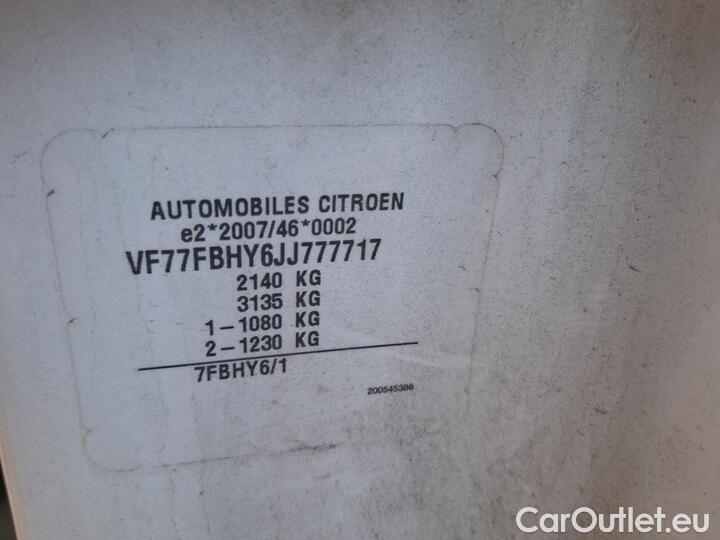 AUTOMOBILES CITROEN
e2*2007/46*0002
VF77FBHY6JJ777717
2140 KG
3135 KG
1-1080 KG
2-1230 KG
7FBHY6/1
200545388
CarOutlet.eu